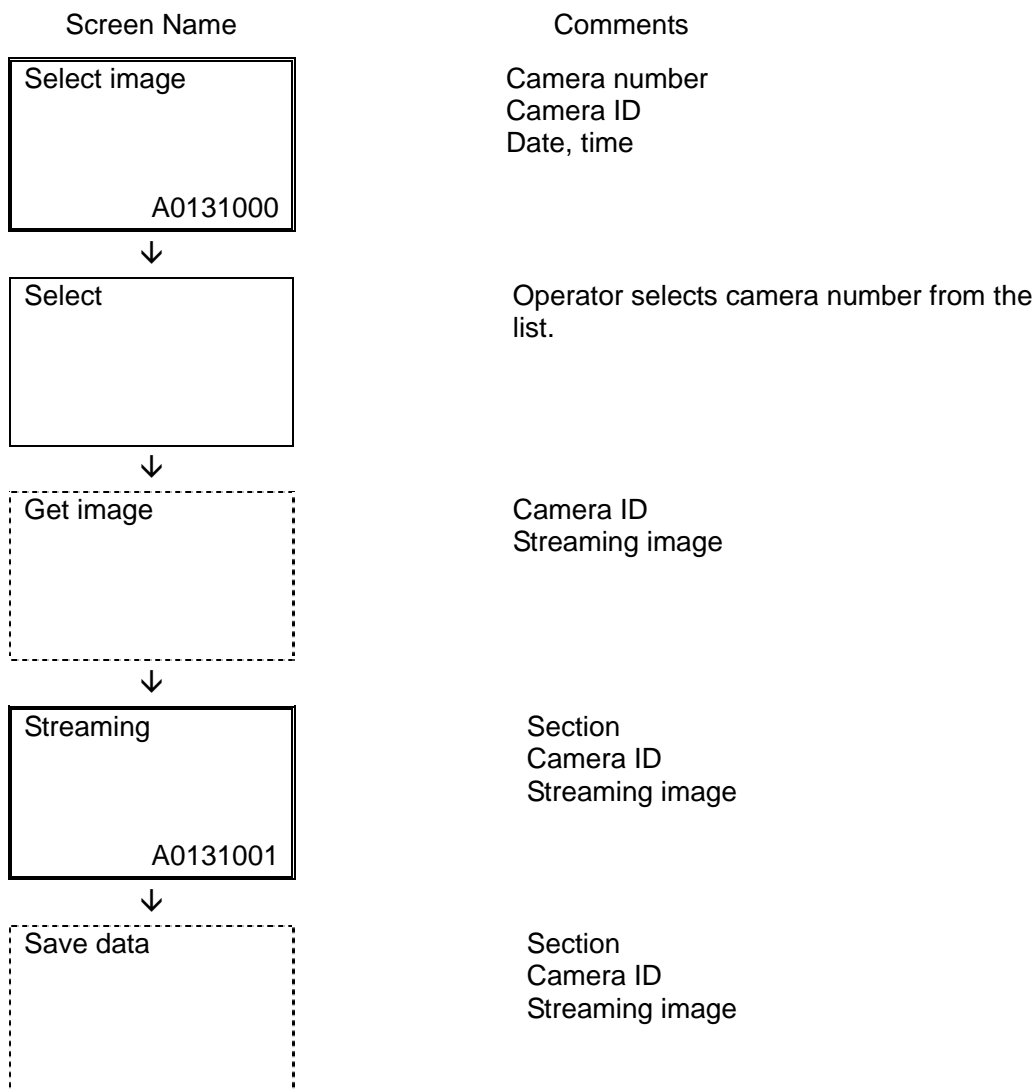 Screen Name Comments
Select image
Camera number
Camera ID
Date, time
A0131000
↓
Select
Operator selects camera number from the
list.
↓
Get image
Camera ID
Streaming image
↓
Streaming
Section
Camera ID
Streaming image
A0131001
↓
Save data
Section
Camera ID
Streaming image